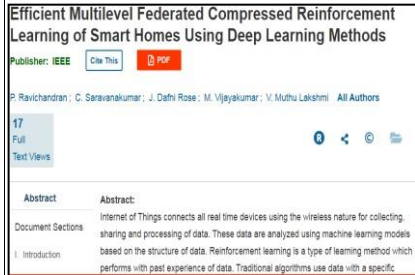 Efficient Multilevel Federated Compressed Reinforcement
Learning of Smart Homes Using Deep Learning Methods
Publisher: IEEE
Cite This
PDF
P. Ravichandran ; C. Saravanakumar ; J. Dafni Rose ; M. Vijayakumar ; V. Muthu Lakshmi All Authors
17
Full
Text Views
R
©
Abstract
Document Sections
I. Introduction
Abstract:
Internet of Things connects all real time devices using the wireless nature for collecting,
sharing and processing of data. These data are analyzed using machine learning models
based on the structure of data. Reinforcement learning is a type of learning method which
performs with past experience of data. Traditional algorithms use data with a specific